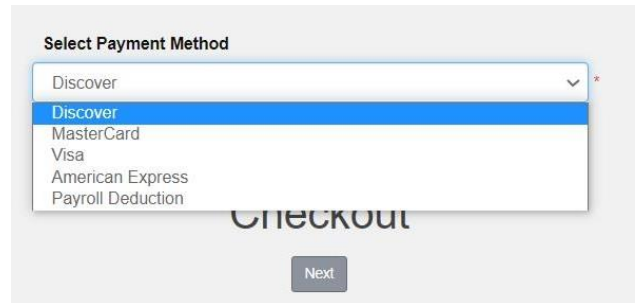 Select Payment Method
Discover
*
Discover
MasterCard
Visa
American Express
Payroll Deduction
Checkout
Next